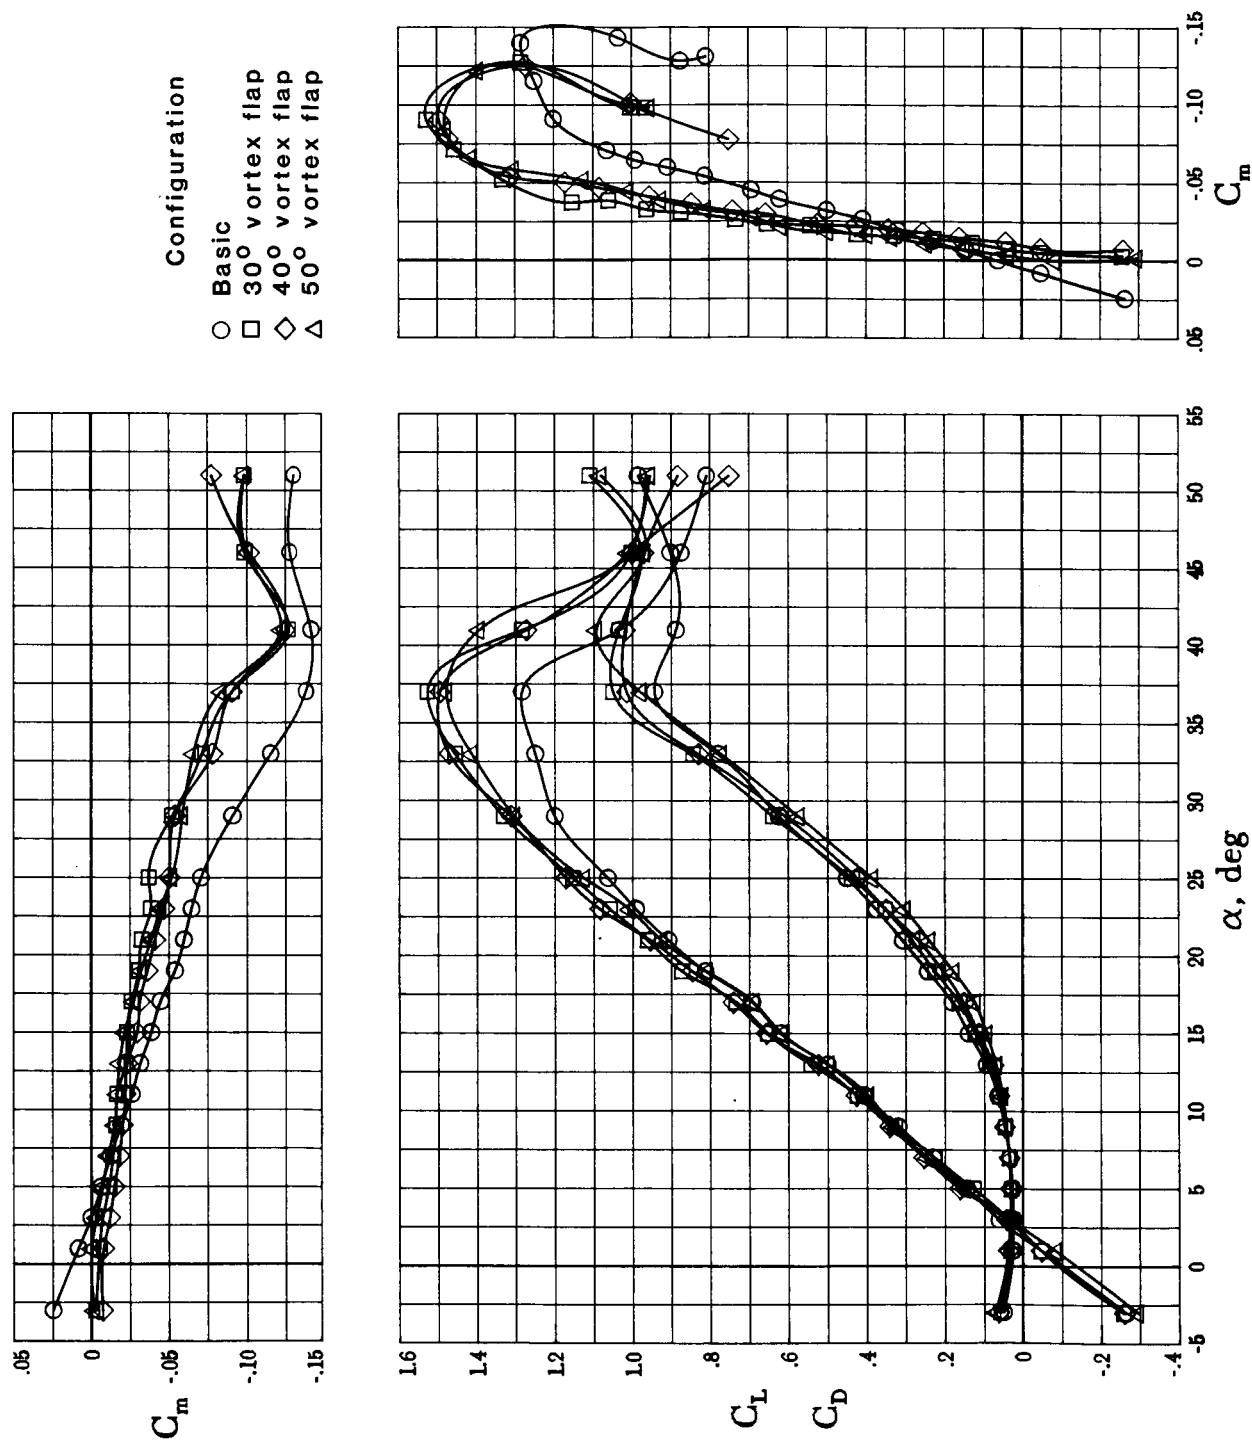 Configuration
○ Basic
□ 30° vortex flap
◇ 40° vortex flap
△ 50° vortex flap
.05 0 -.05 -.10 -.15
C_m
1.6
1.4
1.2
1.0
.8
.6
.4
.2
0
-.2
-.4
C_L
C_D
-5 0 5 10 15 20 25 30 35 40 45 50 55
α, deg
.05 0 -.05 -.10 -.15
C_m